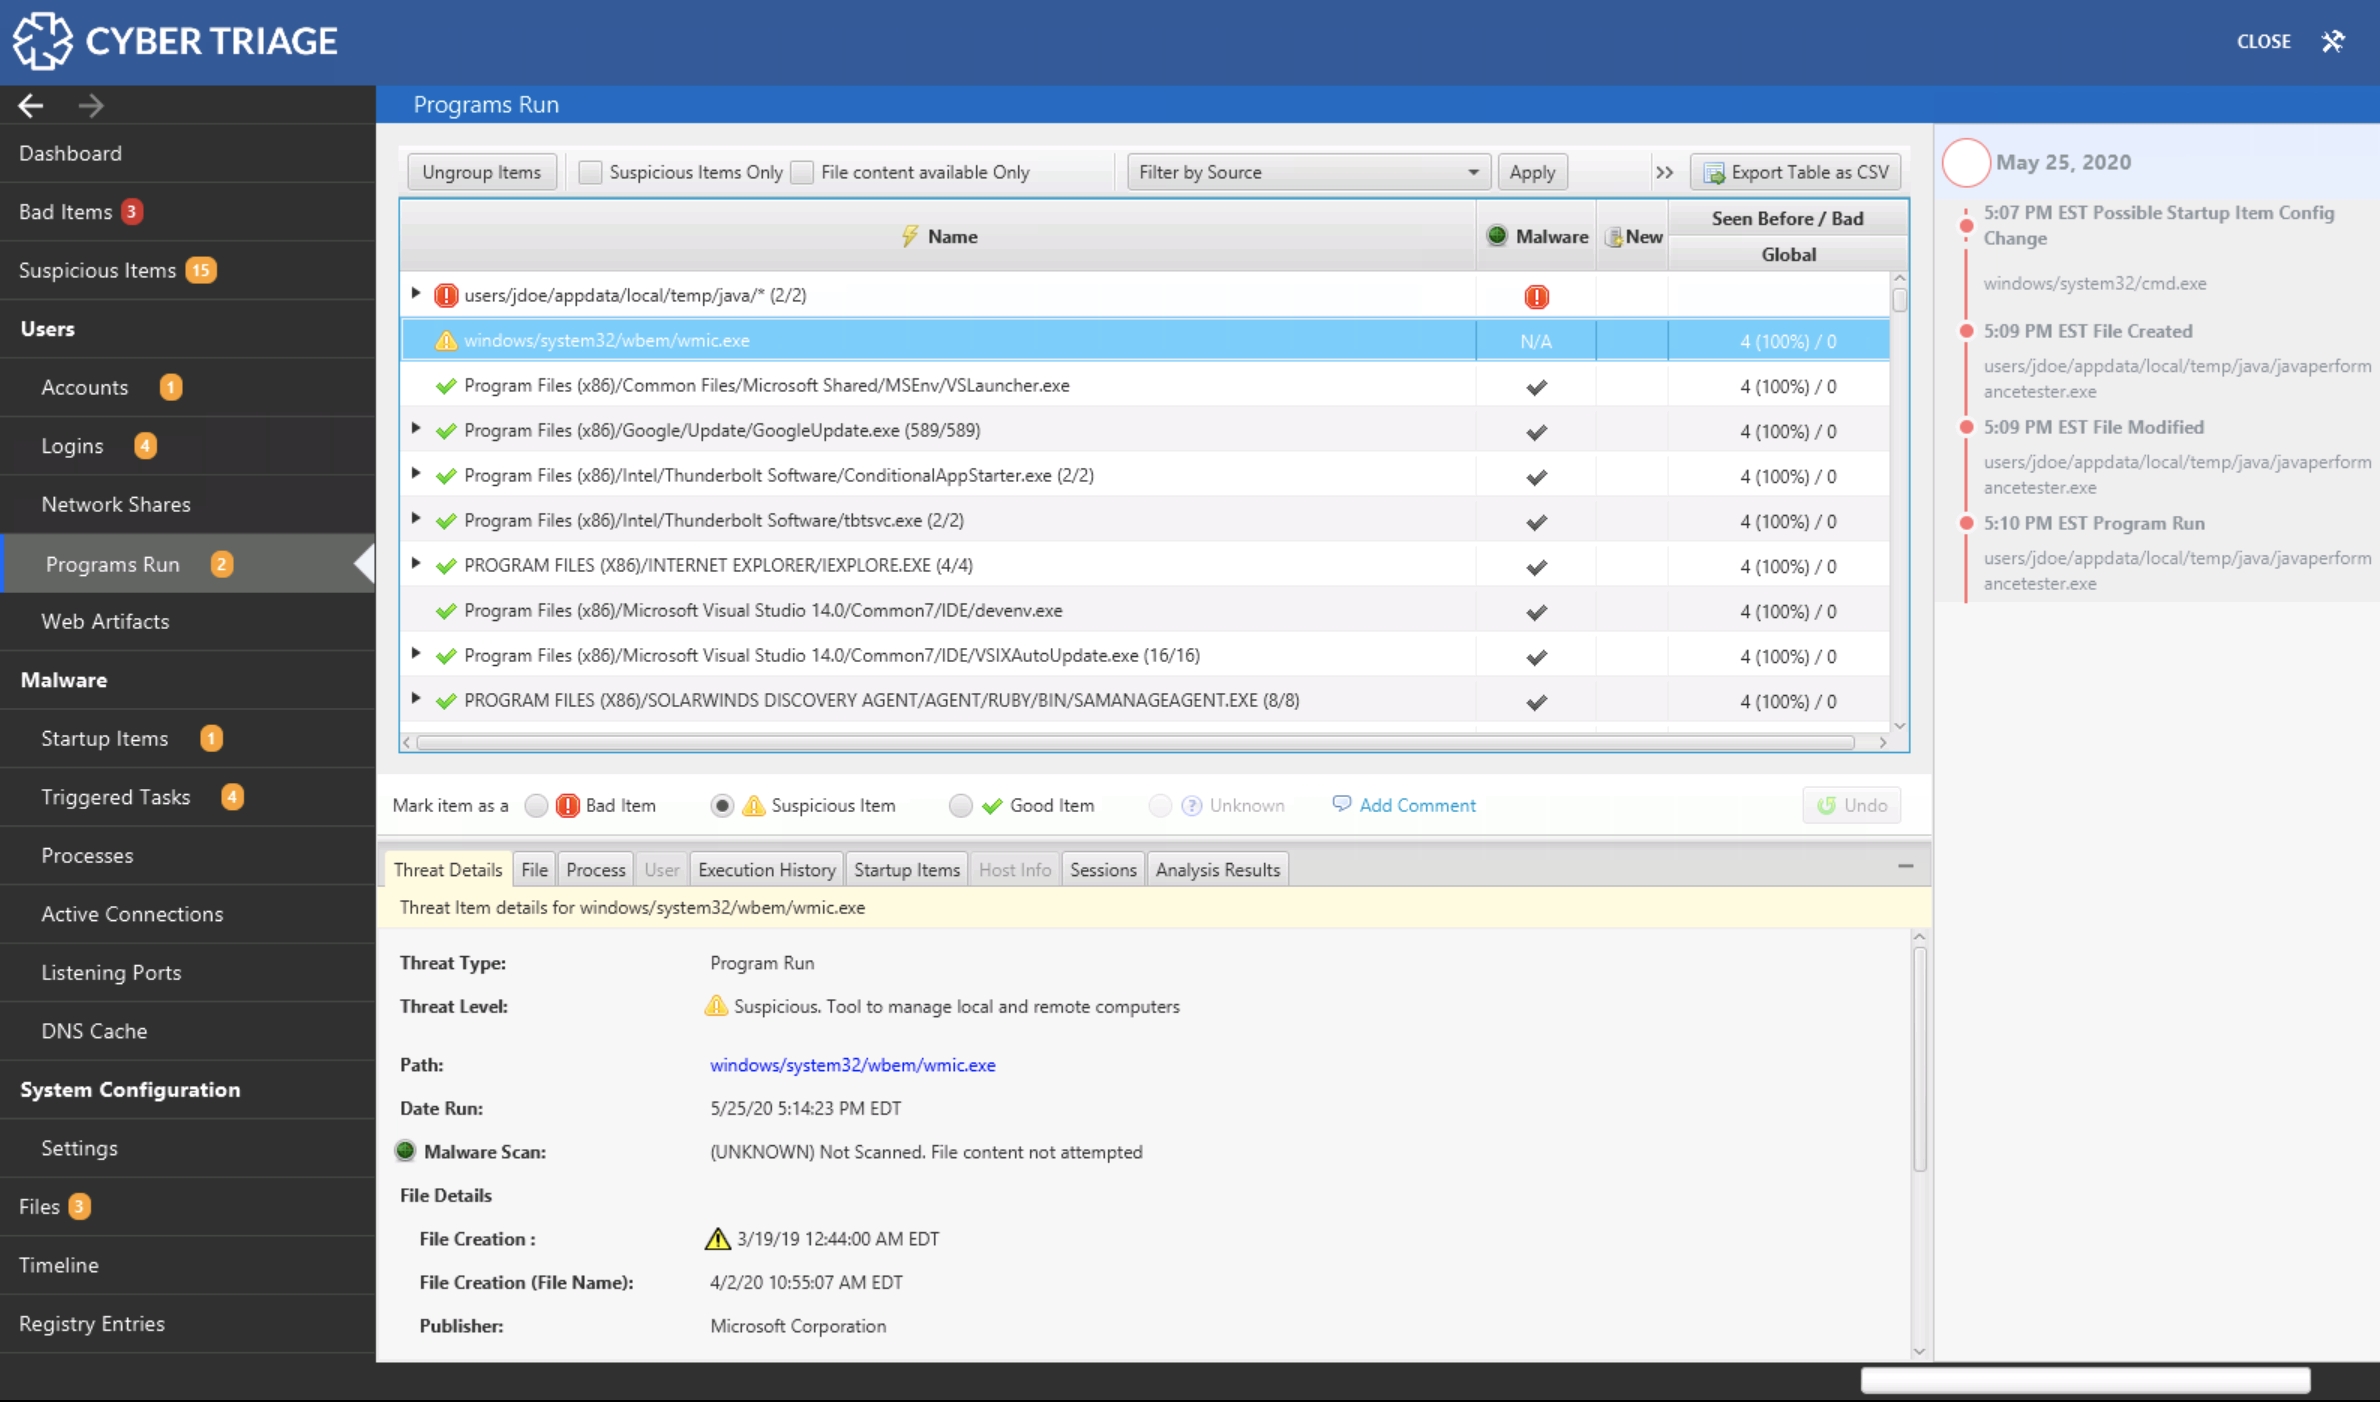 CYBER TRIAGE
CLOSE
Programs Run
Dashboard
Bad Items 3
Suspicious Items 15
Users
Accounts 1
Logins 4
Network Shares
Programs Run 2
Web Artifacts
Malware
Startup Items 1
Triggered Tasks 4
Processes
Active Connections
Listening Ports
DNS Cache
System Configuration
Settings
Files 3
Timeline
Registry Entries
Ungroup Items Suspicious Items Only File content available Only Filter by Source Apply >> Export Table as CSV
Name Malware New Seen Before / Bad
Global
users/jdoe/appdata/local/temp/java/* (2/2)
windows/system32/wbem/wmic.exe N/A 4 (100%) / 0
Program Files (x86)/Common Files/Microsoft Shared/MSEnv/VSLauncher.exe 4 (100%) / 0
Program Files (x86)/Google/Update/GoogleUpdate.exe (589/589) 4 (100%) / 0
Program Files (x86)/Intel/Thunderbolt Software/ConditionalAppStarter.exe (2/2) 4 (100%) / 0
Program Files (x86)/Intel/Thunderbolt Software/tbtsvc.exe (2/2) 4 (100%) / 0
PROGRAM FILES (X86)/INTERNET EXPLORER/IEXPLORE.EXE (4/4) 4 (100%) / 0
Program Files (x86)/Microsoft Visual Studio 14.0/Common7/IDE/devenv.exe 4 (100%) / 0
Program Files (x86)/Microsoft Visual Studio 14.0/Common7/IDE/VSIXAutoUpdate.exe (16/16) 4 (100%) / 0
PROGRAM FILES (X86)/SOLARWINDS DISCOVERY AGENT/AGENT/RUBY/BIN/SAMANAGEAGENT.EXE (8/8) 4 (100%) / 0
Mark item as a Bad Item Suspicious Item Good Item ? Unknown Add Comment Undo
Threat Details File Process User Execution History Startup Items Host Info Sessions Analysis Results
Threat Item details for windows/system32/wbem/wmic.exe
Threat Type: Program Run
Threat Level: Suspicious. Tool to manage local and remote computers
Path: windows/system32/wbem/wmic.exe
Date Run: 5/25/20 5:14:23 PM EDT
Malware Scan: (UNKNOWN) Not Scanned. File content not attempted
File Details
File Creation : 3/19/19 12:44:00 AM EDT
File Creation (File Name): 4/2/20 10:55:07 AM EDT
Publisher: Microsoft Corporation
May 25, 2020
5:07 PM EST Possible Startup Item Config
Change
windows/system32/cmd.exe
5:09 PM EST File Created
users/jdoe/appdata/local/temp/java/javaperform
ancetester.exe
5:09 PM EST File Modified
users/jdoe/appdata/local/temp/java/javaperform
ancetester.exe
5:10 PM EST Program Run
users/jdoe/appdata/local/temp/java/javaperform
ancetester.exe